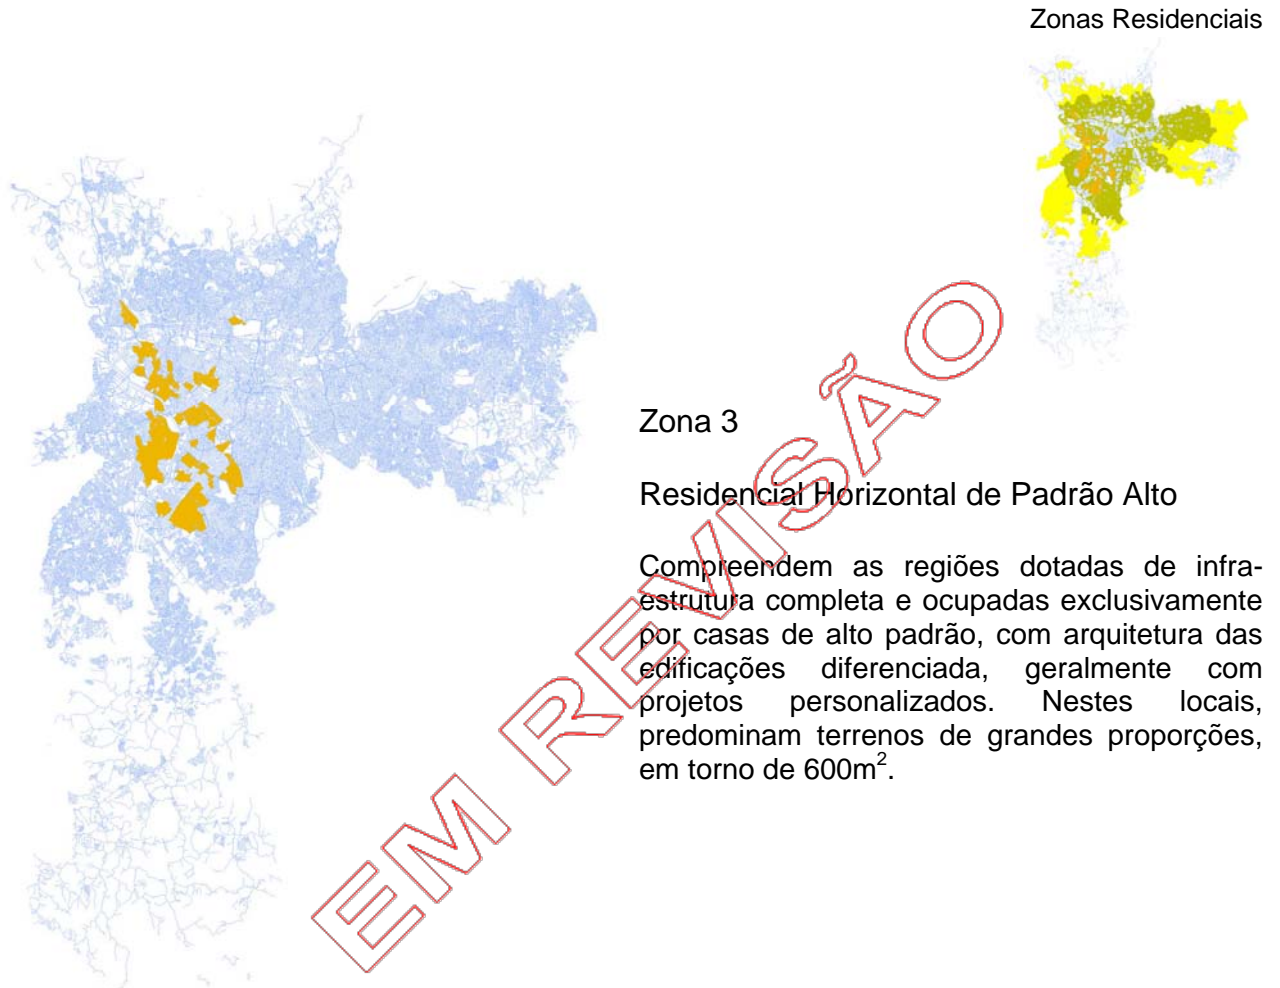 Zonas Residenciais
Zona 3
Residencial Horizontal de Padrão Alto
Compreendem as regiões dotadas de infra-
estrutura completa e ocupadas exclusivamente
por casas de alto padrão, com arquitetura das
edificações diferenciada, geralmente com
projetos personalizados. Nestes locais,
predominam terrenos de grandes proporções,
em torno de 600m².
EM REVISÃO